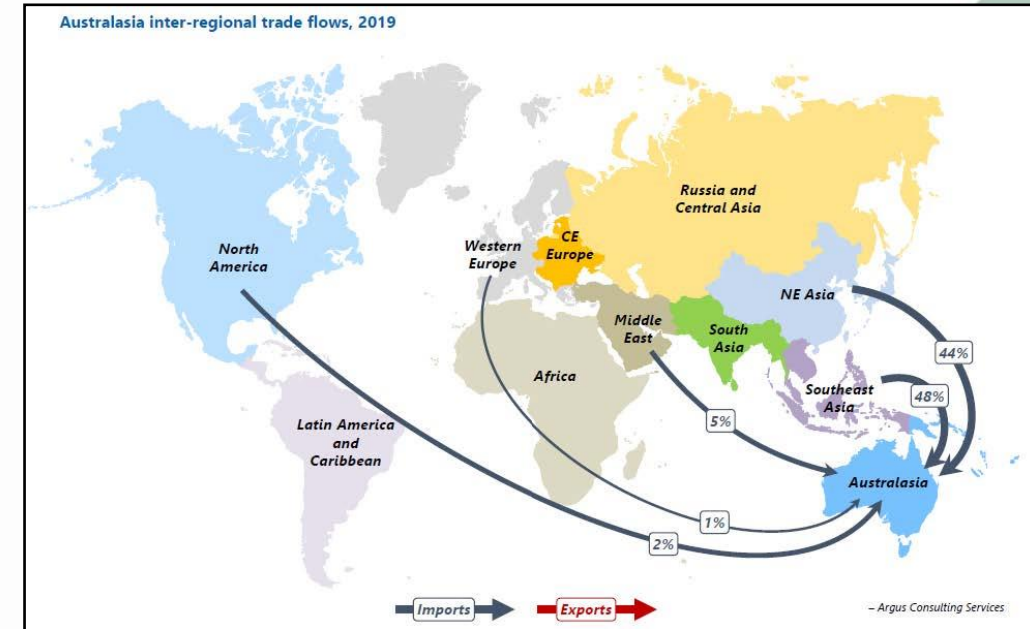 Australasia inter-regional trade flows, 2019
Russia and
Central Asia
CE
Europe
Western
Europe
North
America
NE Asia
Middle
East
South
Asia
44%
Africa
Southeast
Asia
48%
5%
Latin America
and
Caribbean
Australasia
1%
2%
Imports
Exports
– Argus Consulting Services